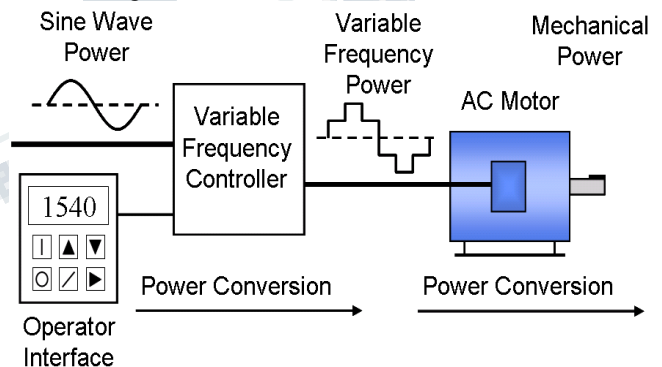 Sine Wave
Power
Variable
Frequency
Power
Mechanical
Power
AC Motor
Variable
Frequency
Controller
1540
Power Conversion
Power Conversion
Operator
Interface